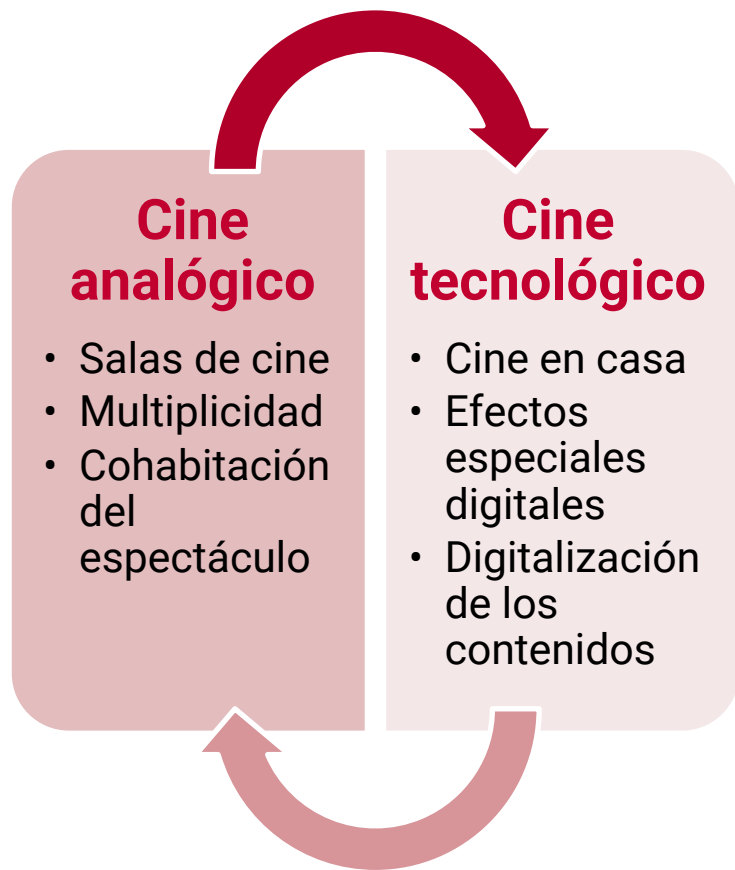 Cine
analógico
• Salas de cine
• Multiplicidad
• Cohabitación
del
espectáculo
Cine
tecnológico
• Cine en casa
• Efectos
especiales
digitales
• Digitalización
de los
contenidos